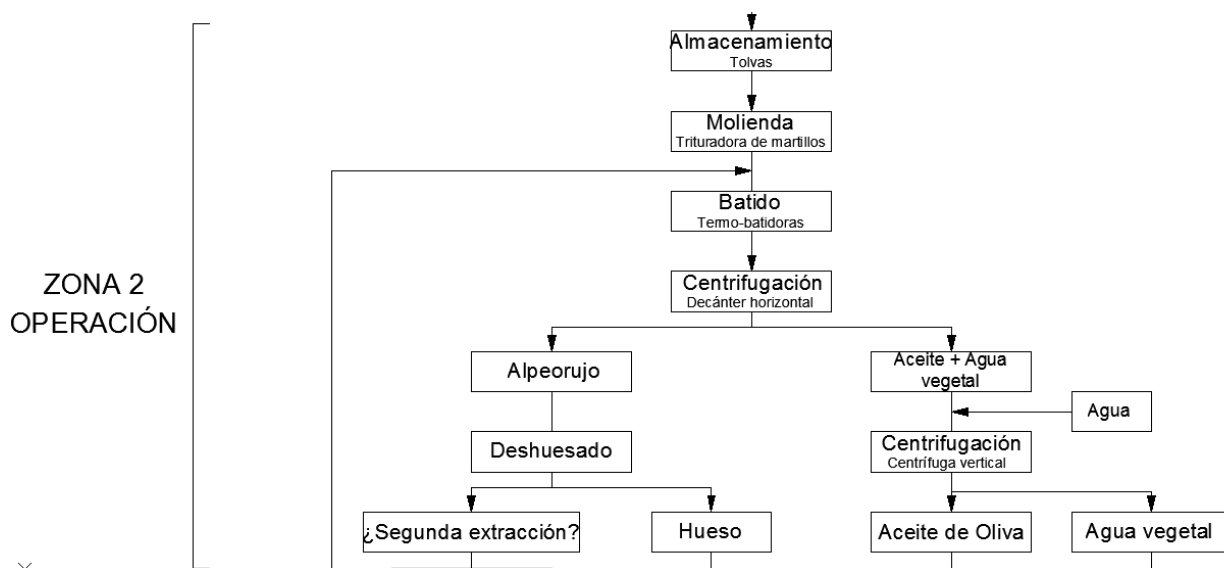 Almacenamiento
Tolvas
Molienda
Trituradora de martillos
Batido
Termo-batidoras
ZONA 2
OPERACIÓN
Centrifugación
Decánter horizontal
Alpeorujo
Aceite + Agua
vegetal
Agua
Deshuesado
Centrifugación
Centrífuga vertical
¿Segunda extracción?
Hueso
Aceite de Oliva
Agua vegetal